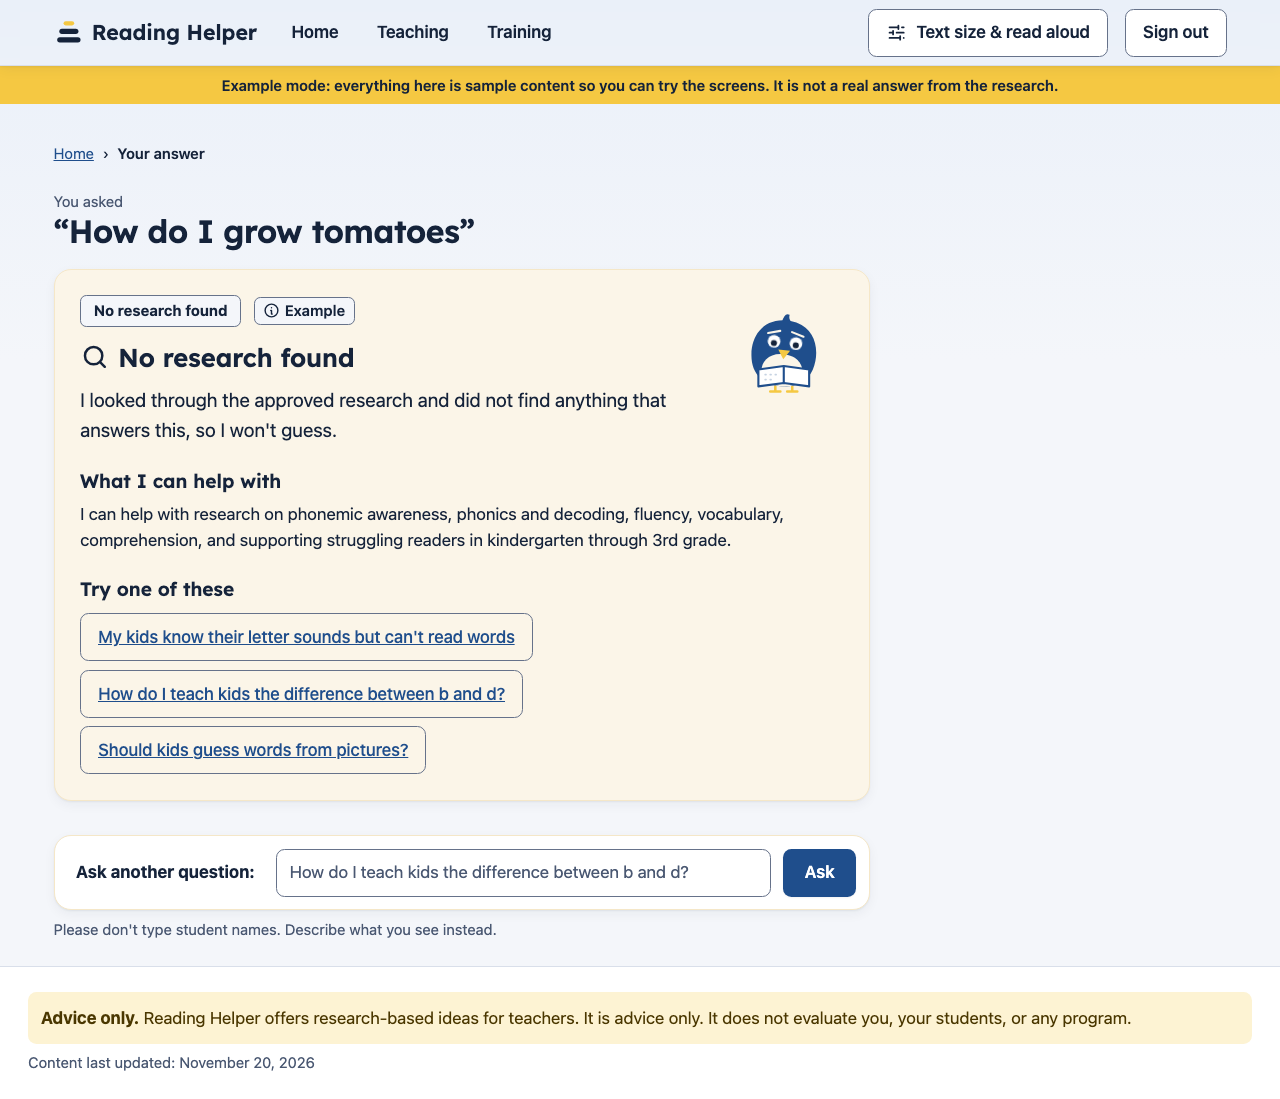 Reading Helper
Home
Teaching
Training
Text size & read aloud
Sign out
Example mode: everything here is sample content so you can try the screens. It is not a real answer from the research.
Home › Your answer
You asked
“How do I grow tomatoes”
No research found
Example
No research found
I looked through the approved research and did not find anything that
answers this, so I won't guess.
What I can help with
I can help with research on phonemic awareness, phonics and decoding, fluency, vocabulary,
comprehension, and supporting struggling readers in kindergarten through 3rd grade.
Try one of these
My kids know their letter sounds but can't read words
How do I teach kids the difference between b and d?
Should kids guess words from pictures?
Ask another question:
How do I teach kids the difference between b and d?
Ask
Please don't type student names. Describe what you see instead.
Advice only. Reading Helper offers research-based ideas for teachers. It is advice only. It does not evaluate you, your students, or any program.
Content last updated: November 20, 2026